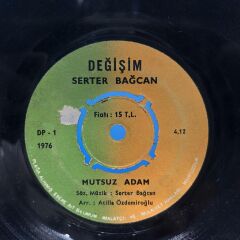 DEĞİŞİM
SERTER BAĞCAN
Fiatı : 15 T.L.
DP - 1
1976
4,12
MUTSUZ ADAM
Söz, Müzik : Serter Bağcan
Arr. : Atilla Özdemiroğlu